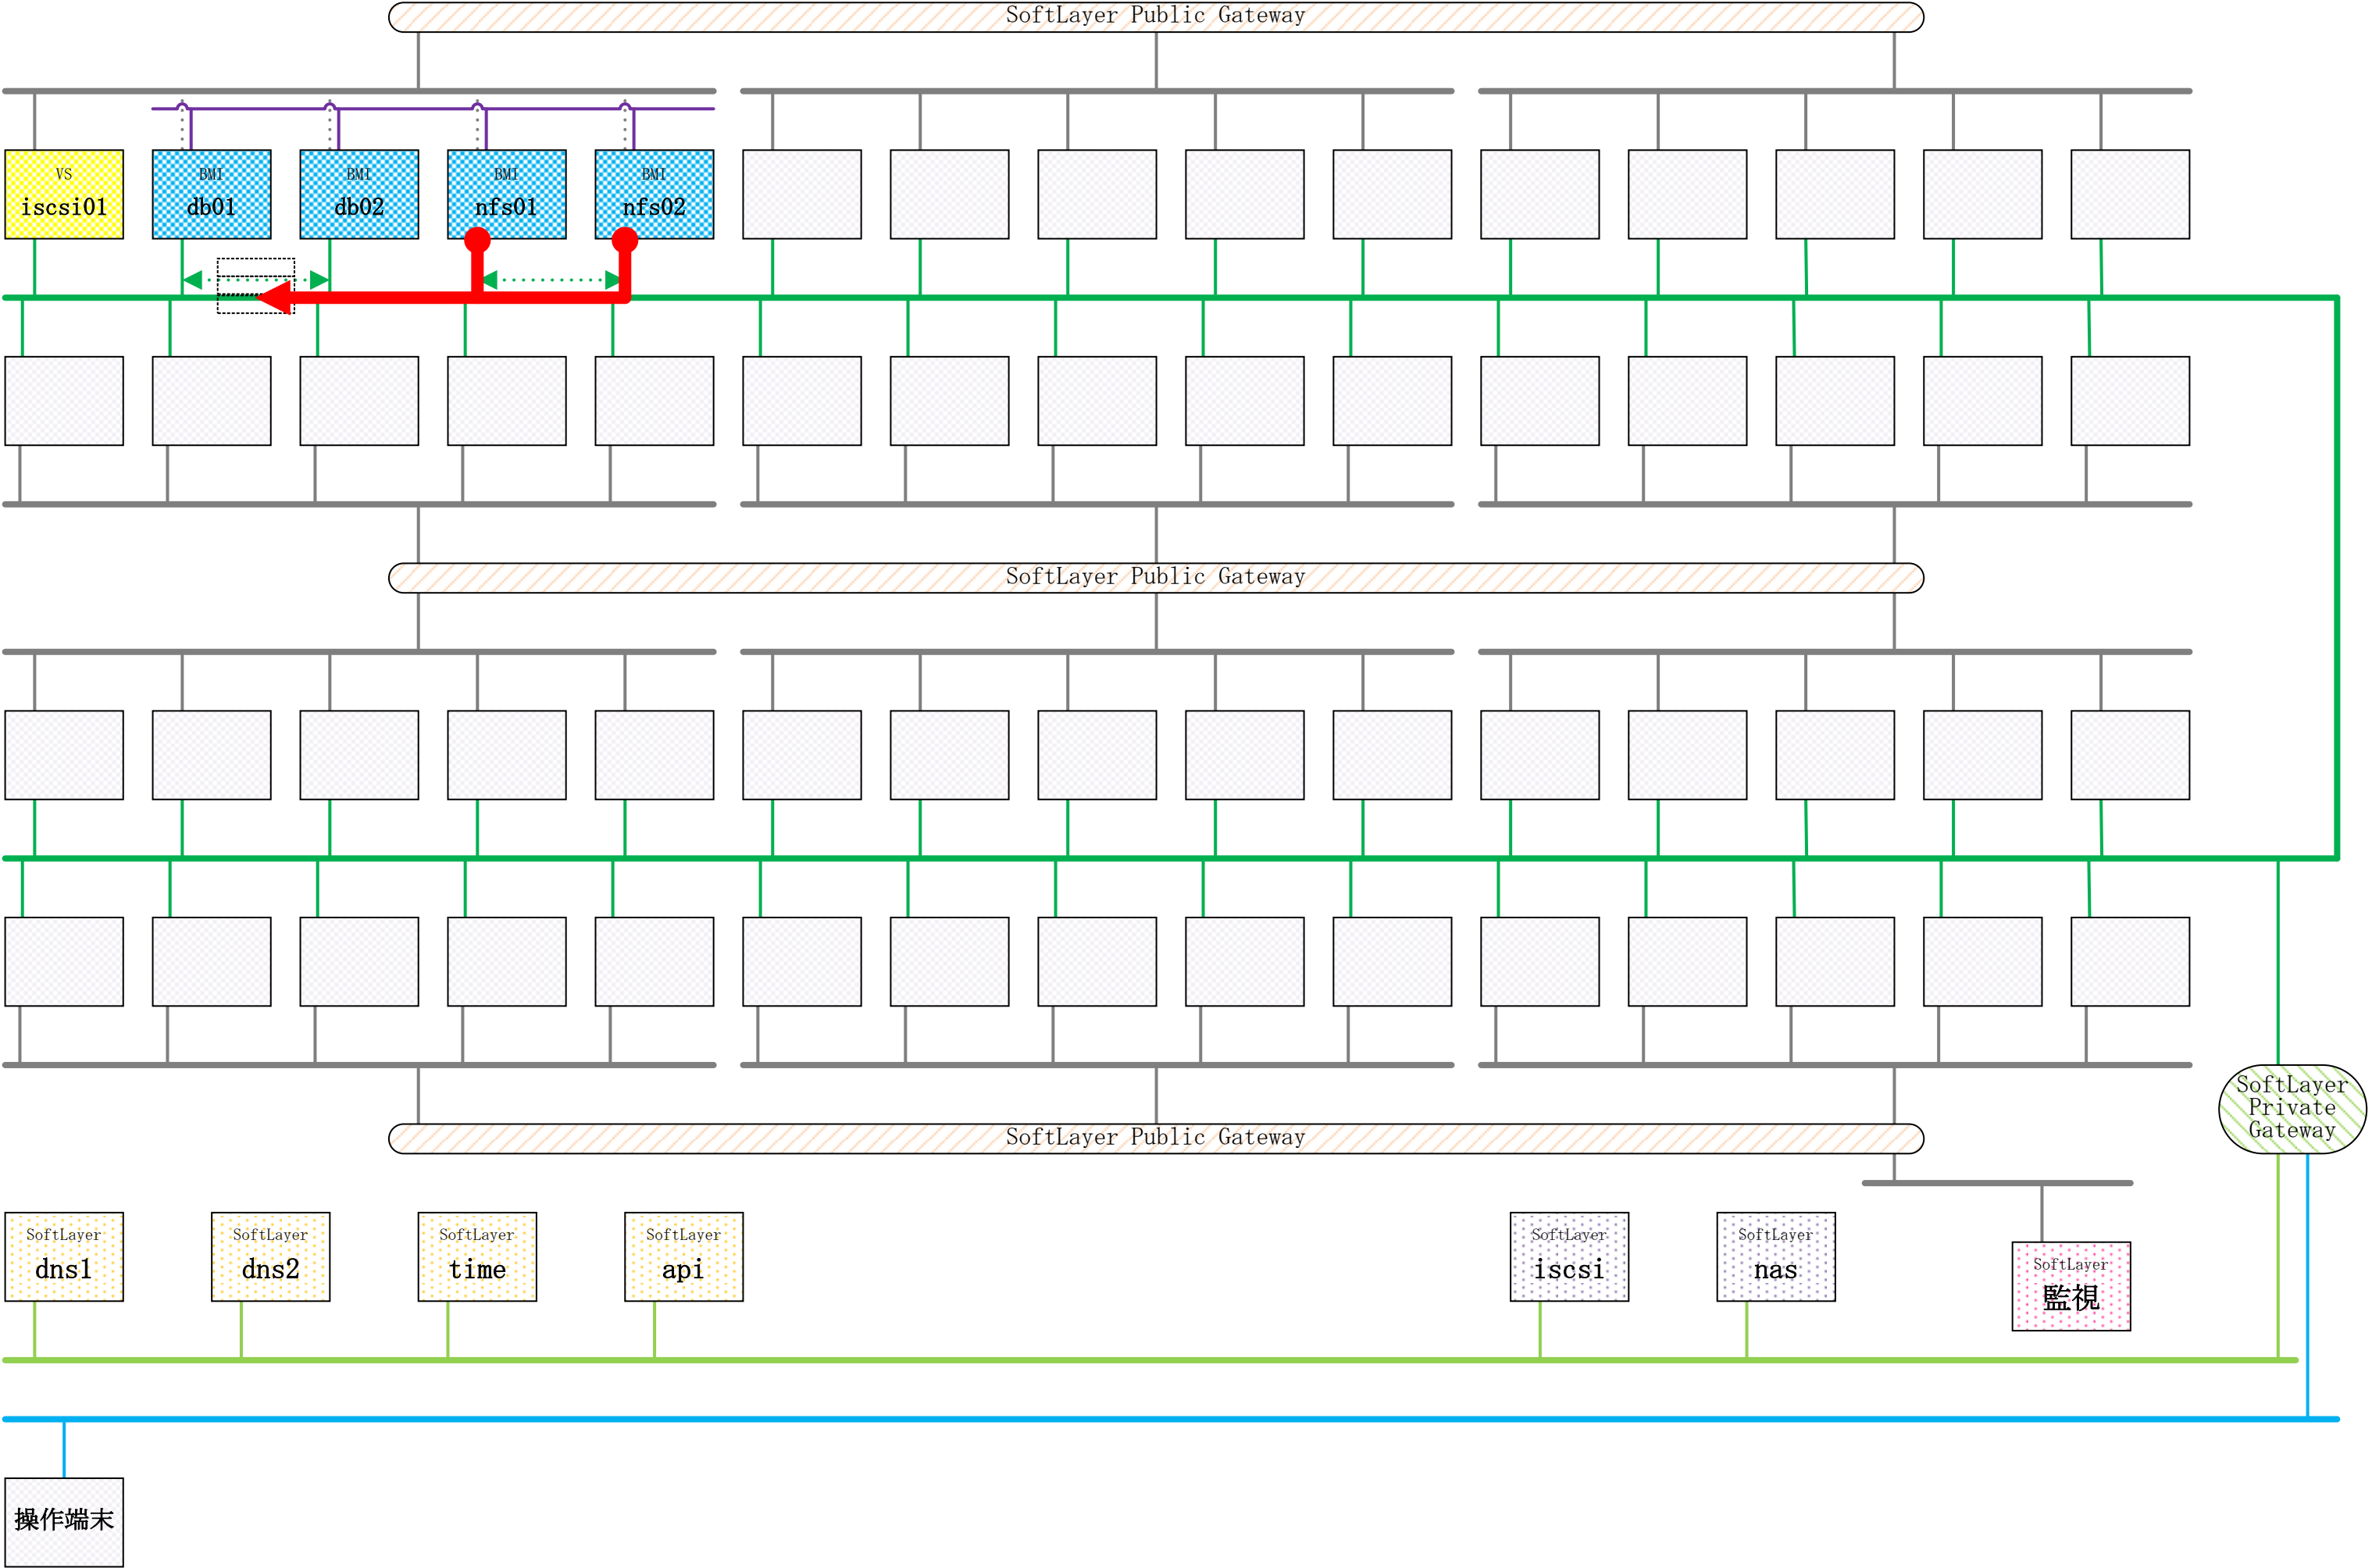 SoftLayer Public Gateway
VS
iscsi01
BMI
db01
BMI
db02
BMI
nfs01
BMI
nfs02
SoftLayer Public Gateway
SoftLayer
Private
Gateway
SoftLayer Public Gateway
SoftLayer
dns1
SoftLayer
dns2
SoftLayer
time
SoftLayer
api
SoftLayer
iscsi
SoftLayer
nas
SoftLayer
監視
操作端末